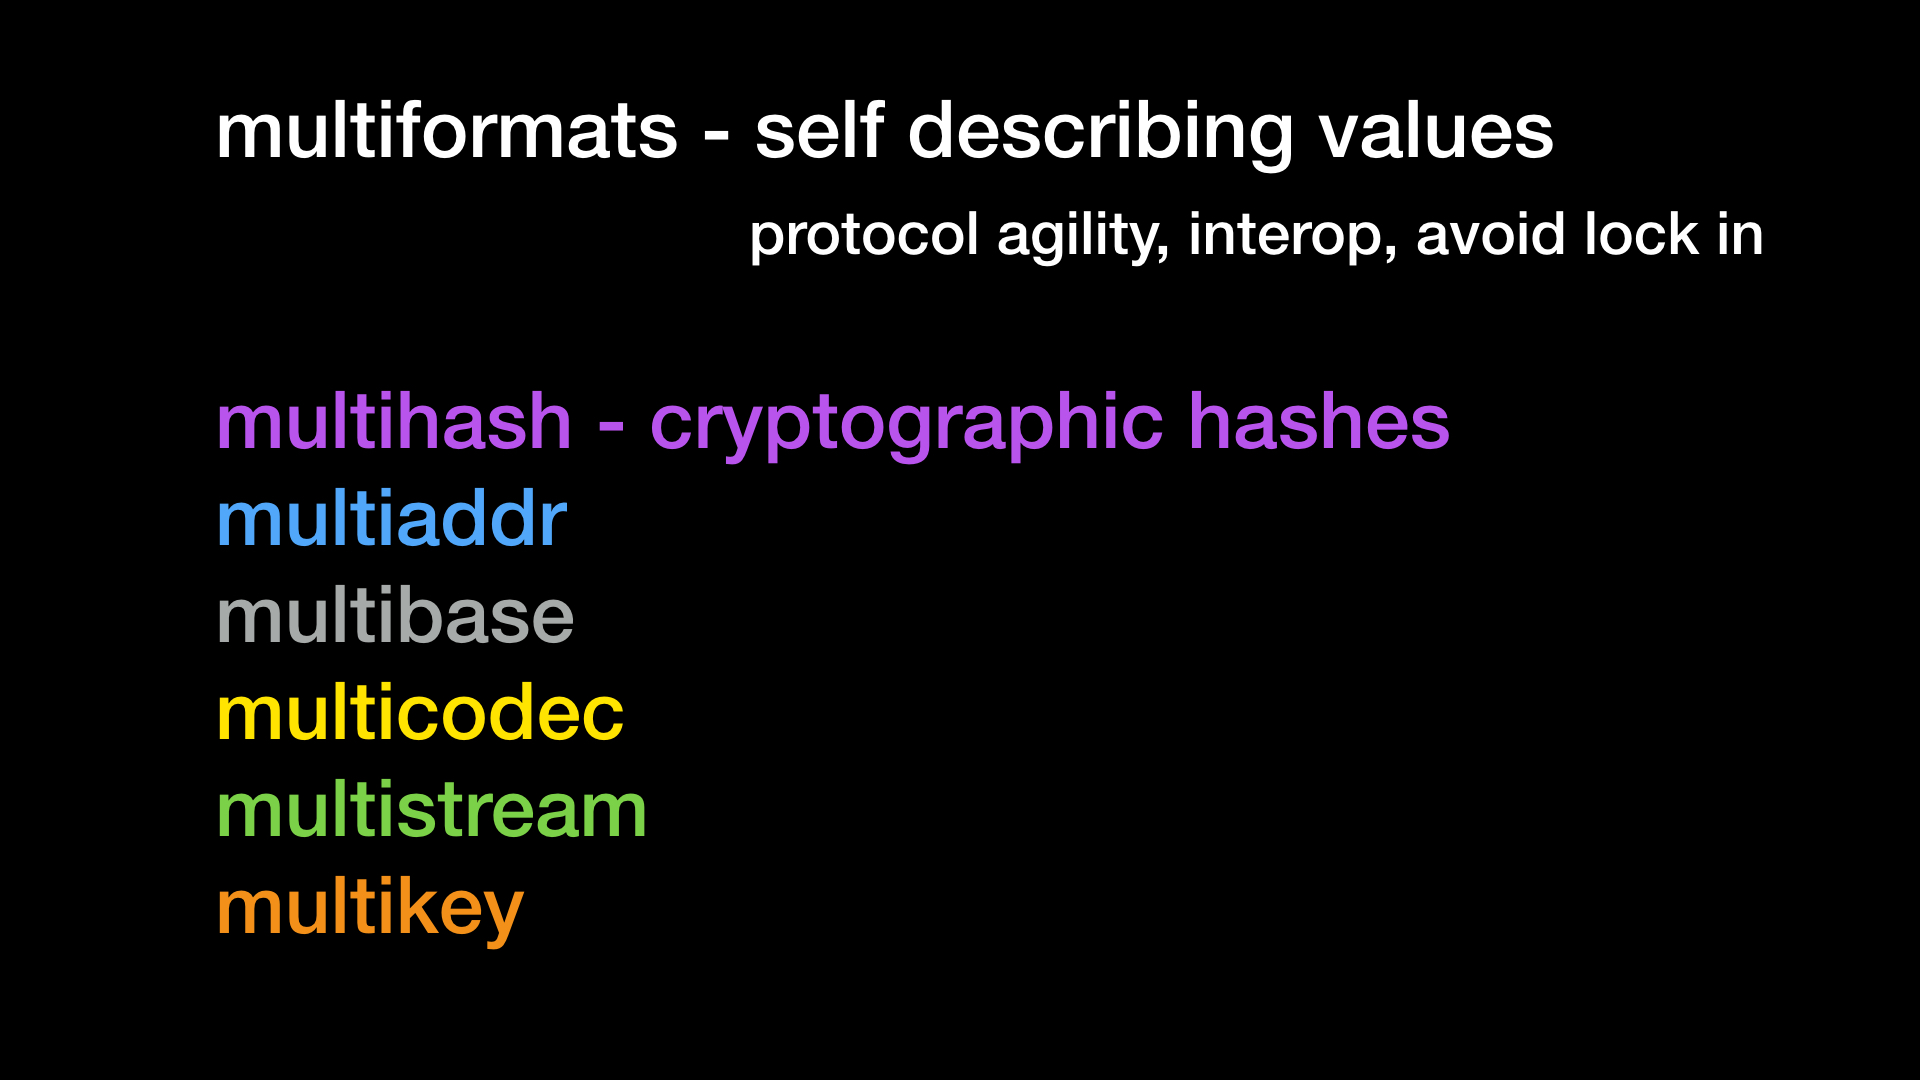 multiformats - self describing values
protocol agility, interop, avoid lock in
multihash - cryptographic hashes
multiaddr
multibase
multicodec
multistream
multikey